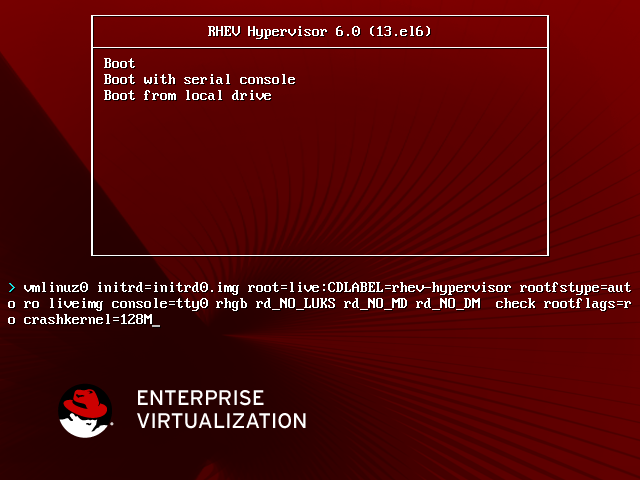 RHEV Hypervisor 6.0 (13.el6)
Boot
Boot with serial console
Boot from local drive
> vmlinuz0 initrd=initrd0.img root=live:CDLABEL=rhev-hypervisor rootfstype=aut
o ro liveimg console=tty0 rhgb rd_NO_LUKS rd_NO_MD rd_NO_DM  check rootflags=r
o crashkernel=128M_
ENTERPRISE
VIRTUALIZATION